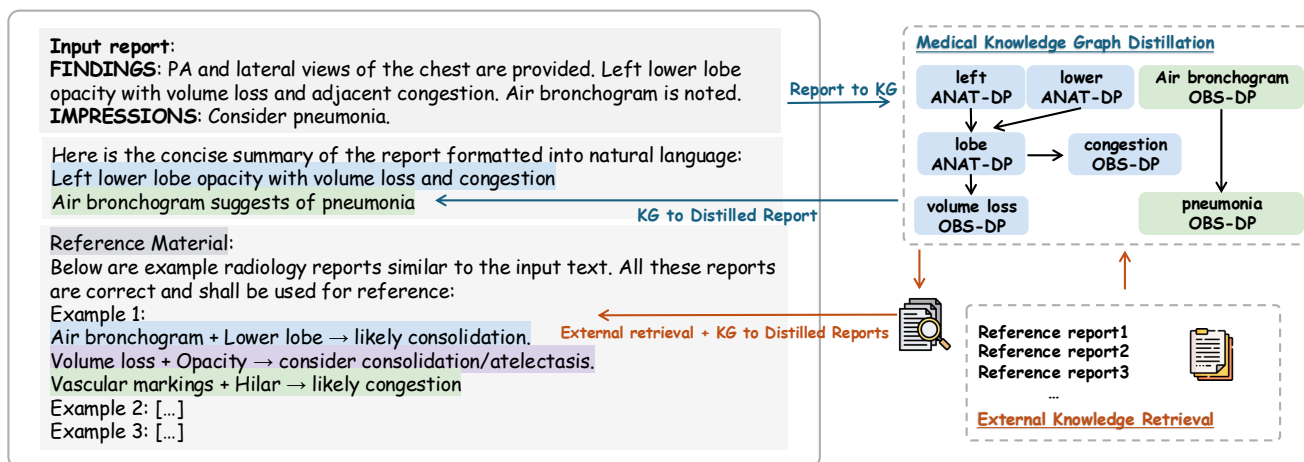 Input report:
FINDINGS: PA and lateral views of the chest are provided. Left lower lobe
opacity with volume loss and adjacent congestion. Air bronchogram is noted.
IMPRESSIONS: Consider pneumonia.
Here is the concise summary of the report formatted into natural language:
Left lower lobe opacity with volume loss and congestion
Air bronchogram suggests of pneumonia
Reference Material:
Below are example radiology reports similar to the input text. All these reports
are correct and shall be used for reference:
Example 1:
Air bronchogram + Lower lobe → likely consolidation.
Volume loss + Opacity → consider consolidation/atelectasis.
Vascular markings + Hilar → likely congestion
Example 2: […]
Example 3: […]
Report to KG
KG to Distilled Report
External retrieval + KG to Distilled Reports
Medical Knowledge Graph Distillation
left
ANAT-DP
lower
ANAT-DP
Air bronchogram
OBS-DP
lobe
ANAT-DP
congestion
OBS-DP
volume loss
OBS-DP
pneumonia
OBS-DP
Reference report1
Reference report2
Reference report3
…
External Knowledge Retrieval